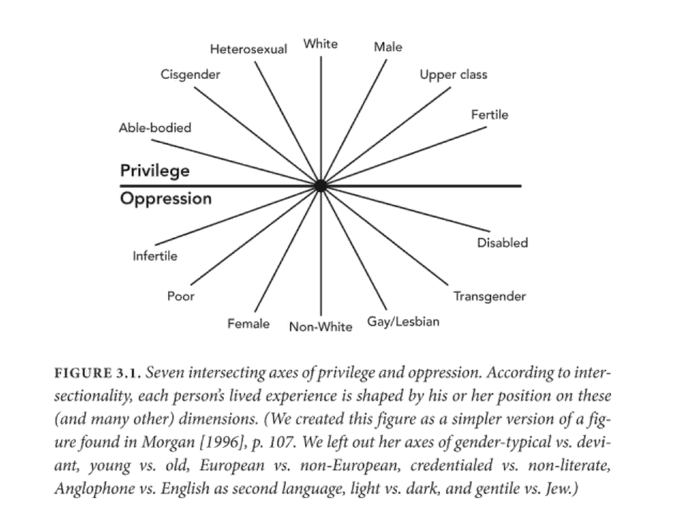 White
Heterosexual
Male
Cisgender
Upper class
Fertile
Able-bodied
Privilege
Oppression
Disabled
Infertile
Poor
Transgender
Female
Non-White
Gay/Lesbian
FIGURE 3.1. Seven intersecting axes of privilege and oppression. According to inter-
sectionality, each person's lived experience is shaped by his or her position on these
(and many other) dimensions. (We created this figure as a simpler version of a fig-
ure found in Morgan [1996], p. 107. We left out her axes of gender-typical vs. devi-
ant, young vs. old, European vs. non-European, credentialed vs. non-literate,
Anglophone vs. English as second language, light vs. dark, and gentile vs. Jew.)